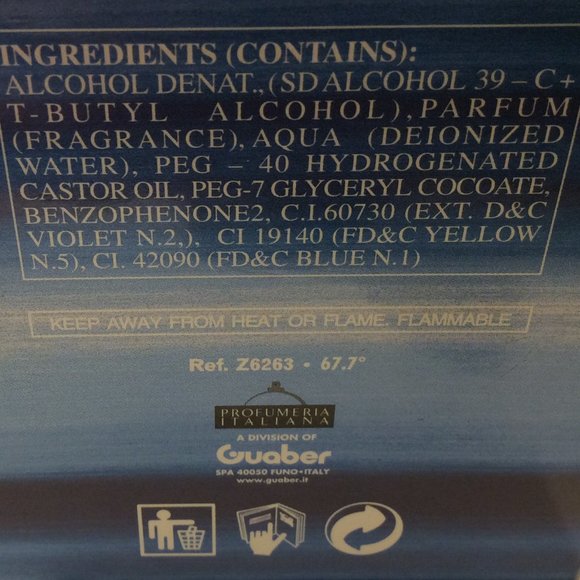 INGREDIENTS (CONTAINS):
ALCOHOL DENAT., (SD ALCOHOL 39 – C +
T-BUTYL ALCOHOL), PARFUM
(FRAGRANCE), AQUA (DEIONIZED
WATER), PEG – 40 HYDROGENATED
CASTOR OIL, PEG-7 GLYCERYL COCOATE,
BENZOPHENONE2, C.I.60730 (EXT. D&C
VIOLET N.2,), CI 19140 (FD&C YELLOW
N.5), CI. 42090 (FD&C BLUE N.1)
KEEP AWAY FROM HEAT OR FLAME. FLAMMABLE
Ref. Z6263 • 67.7°
PROFUMERIA
ITALIANA
A DIVISION OF
Guaber
SPA 40050 FUNO-ITALY
www.guaber.it